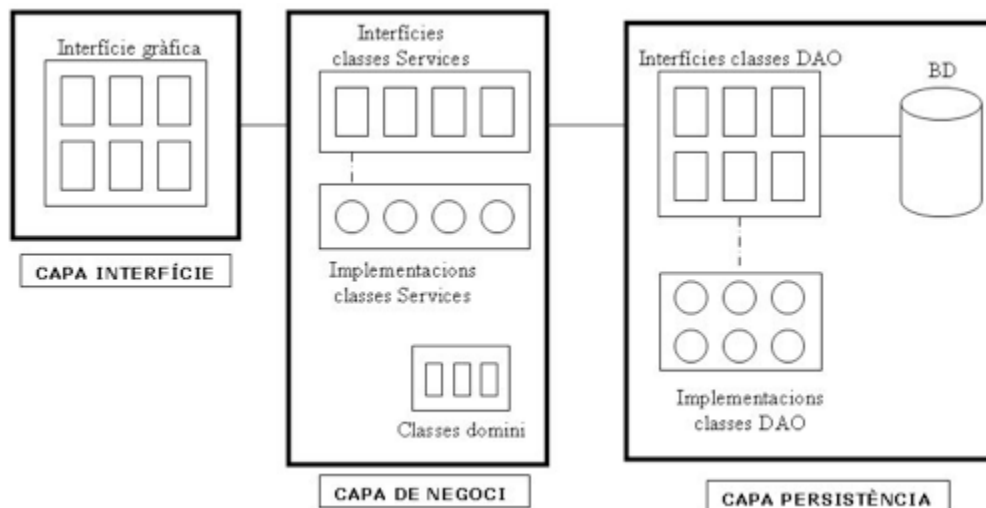 Interfície gràfica
CAPA INTERFÍCIE
Interfícies
classes Services
Implementacions
classes Services
Classes domini
CAPA DE NEGOCI
Interfícies classes DAO
BD
Implementacions
classes DAO
CAPA PERSISTÈNCIA